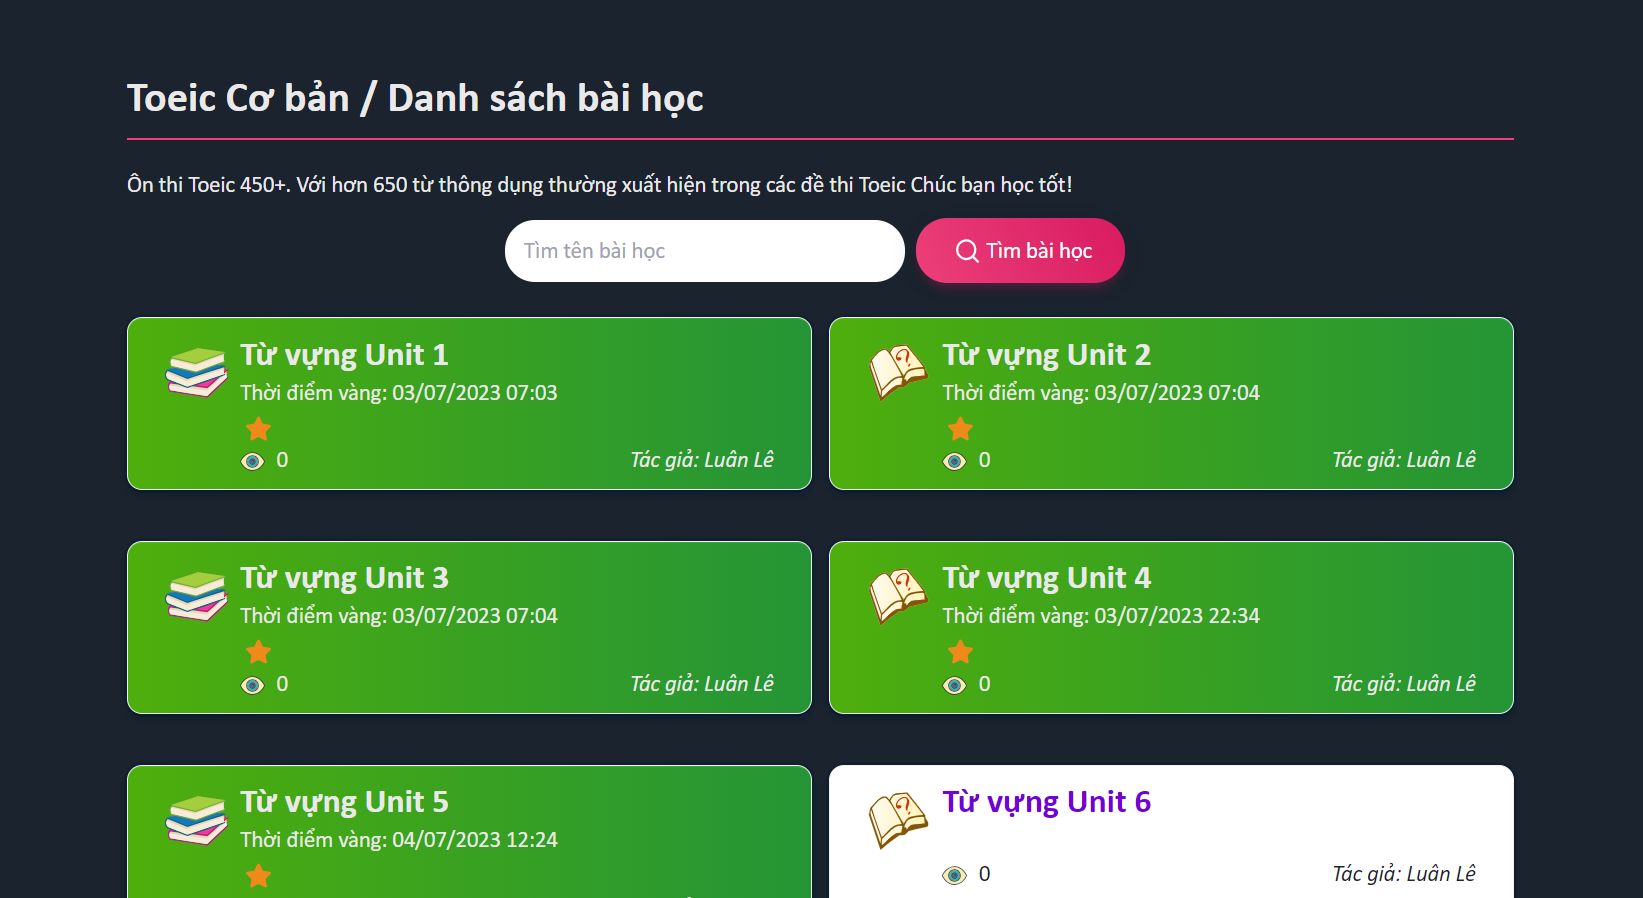 Toeic Cơ bản / Danh sách bài học
Ôn thi Toeic 450+. Với hơn 650 từ thông dụng thường xuất hiện trong các đề thi Toeic Chúc bạn học tốt!
Tìm tên bài học
Tìm bài học
Từ vựng Unit 1
Thời điểm vàng: 03/07/2023 07:03
0
Tác giả: Luân Lê
Từ vựng Unit 2
Thời điểm vàng: 03/07/2023 07:04
0
Tác giả: Luân Lê
Từ vựng Unit 3
Thời điểm vàng: 03/07/2023 07:04
0
Tác giả: Luân Lê
Từ vựng Unit 4
Thời điểm vàng: 03/07/2023 22:34
0
Tác giả: Luân Lê
Từ vựng Unit 5
Thời điểm vàng: 04/07/2023 12:24
Từ vựng Unit 6
0
Tác giả: Luân Lê